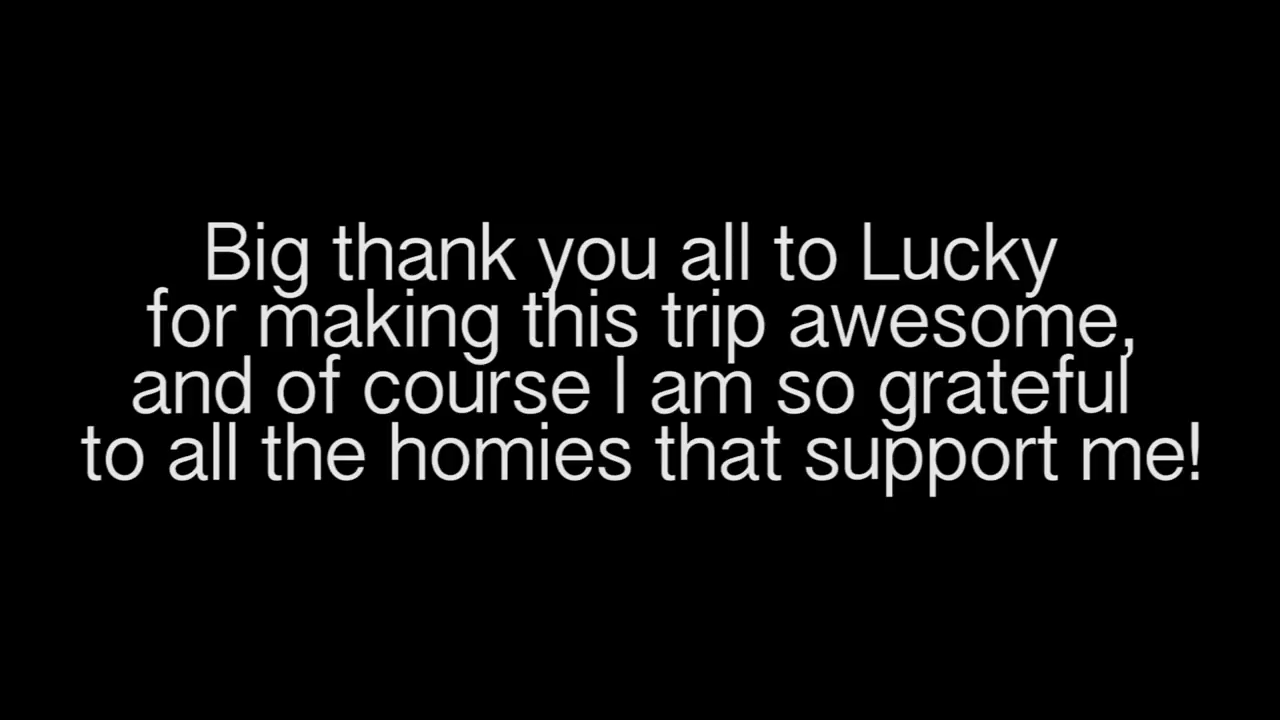 Big thank you all to Lucky
for making this trip awesome,
and of course I am so grateful
to all the homies that support me!